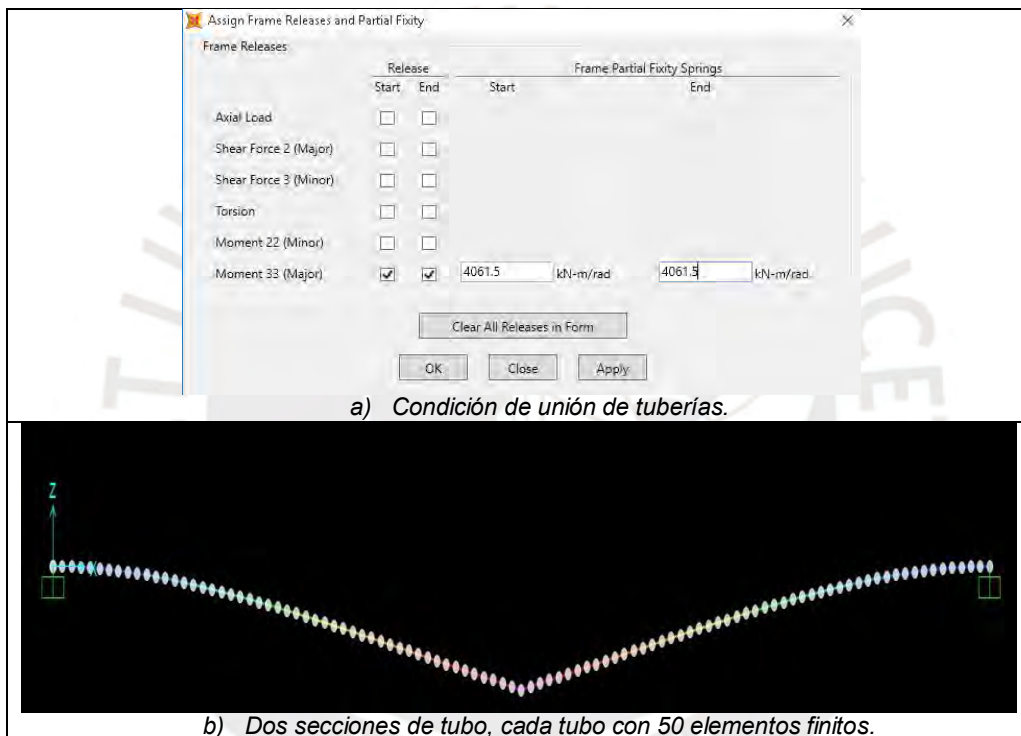 Assign Frame Releases and Partial Fixity
Frame Releases
Release
Frame Partial Fixity Springs
Start End Start End
Axial Load
Shear Force 2 (Major)
Shear Force 3 (Minor)
Torsion
Moment 22 (Minor)
Moment 33 (Major) 4061.5 kN-m/rad 4061.5 kN-m/rad
Clear All Releases in Form
OK Close Apply
a) Condición de unión de tuberías.
Z
X
b) Dos secciones de tubo, cada tubo con 50 elementos finitos.